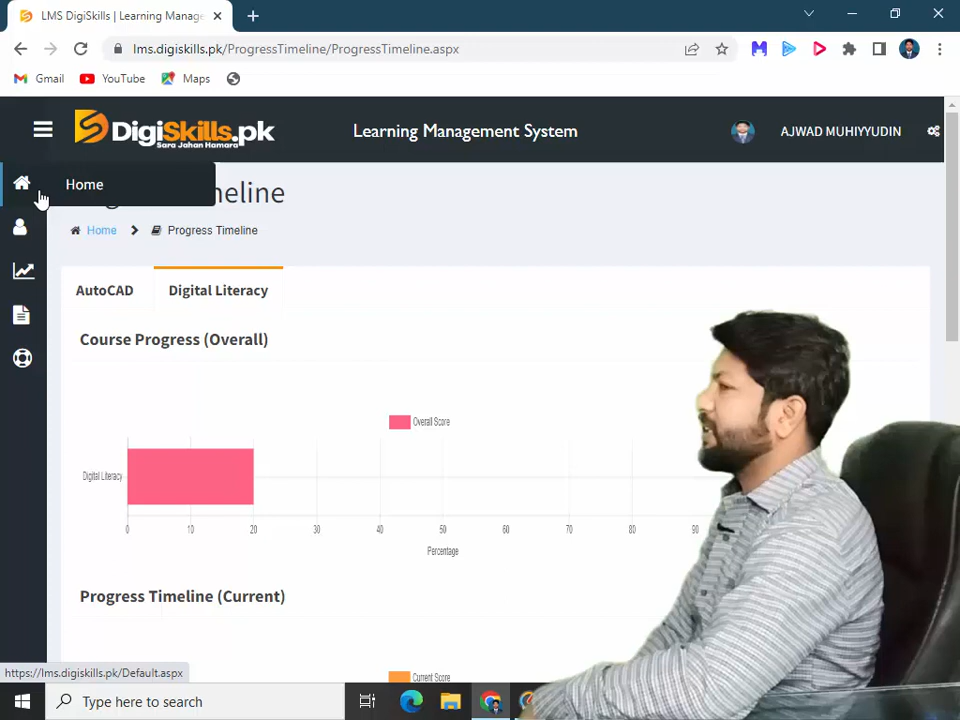 LMS DigiSkills | Learning Manage
lms.digiskills.pk/ProgressTimeline/ProgressTimeline.aspx
Gmail
YouTube
Maps
DigiSkills.pk
Sara Jahan Hamara
Learning Management System
AJWAD MUHIYYUDIN
Home
Home
Progress Timeline
AutoCAD
Digital Literacy
Course Progress (Overall)
Overall Score
Digital Literacy
0 10 20 30 40 50 60 70 80 90
Percentage
Progress Timeline (Current)
Current Score
https://lms.digiskills.pk/Default.aspx
Type here to search